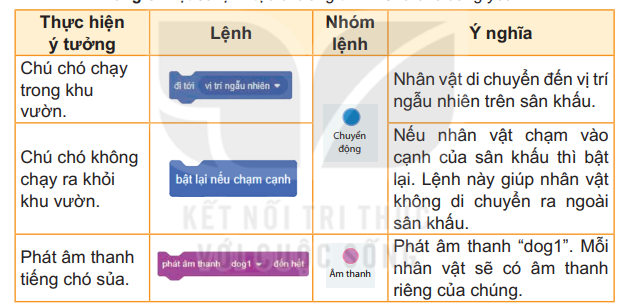 Thực hiện
ý tưởng
Lệnh
Nhóm
lệnh
Ý nghĩa
Chú chó chạy
trong khu
vườn.
đi tới vị trí ngẫu nhiên
Chuyển
động
Nhân vật di chuyển đến vị trí
ngẫu nhiên trên sân khấu.
Chú chó không
chạy ra khỏi
khu vườn.
bật lại nếu chạm cạnh
Nếu nhân vật chạm vào
cạnh của sân khấu thì bật
lại. Lệnh này giúp nhân vật
không di chuyển ra ngoài
sân khấu.
Phát âm thanh
tiếng chó sủa.
phát âm thanh dog1 đến hết
Âm thanh
Phát âm thanh “dog1”. Mỗi
nhân vật sẽ có âm thanh
riêng của chúng.
KẾT NỐI TRI THỨC
VỚI CUỘC SỐNG